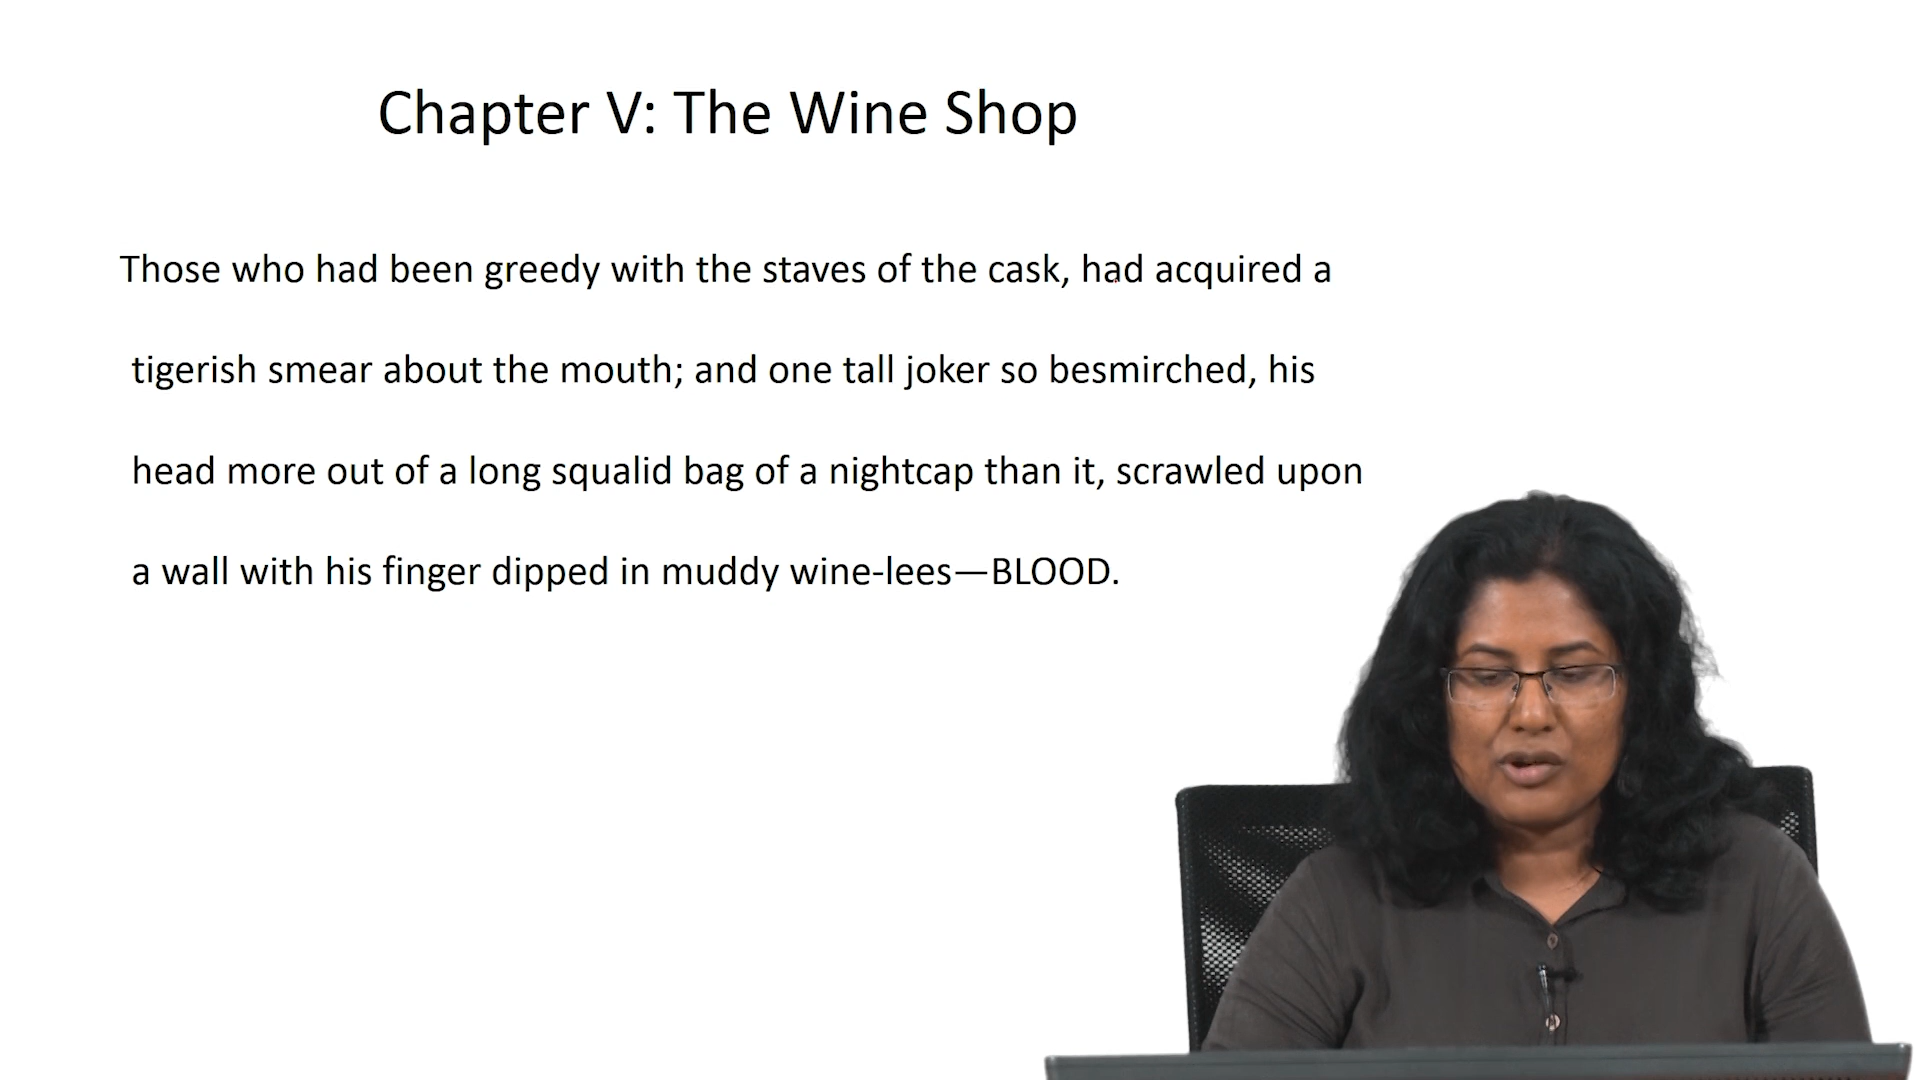 Chapter V: The Wine Shop
Those who had been greedy with the staves of the cask, had acquired a
tigerish smear about the mouth; and one tall joker so besmirched, his
head more out of a long squalid bag of a nightcap than it, scrawled upon
a wall with his finger dipped in muddy wine-lees—BLOOD.